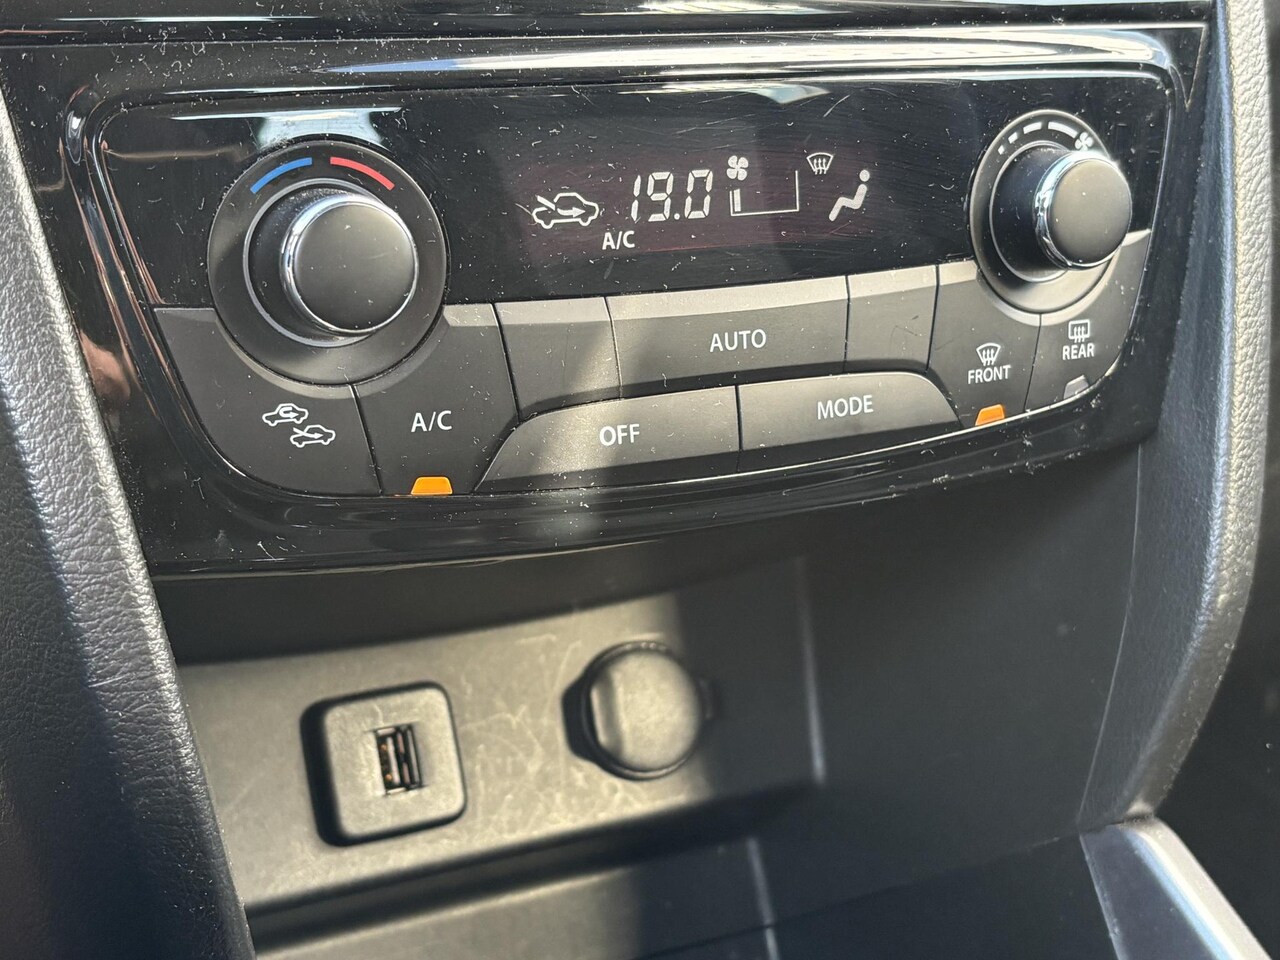 19.0
A/C
AUTO
FRONT
REAR
A/C
OFF
MODE